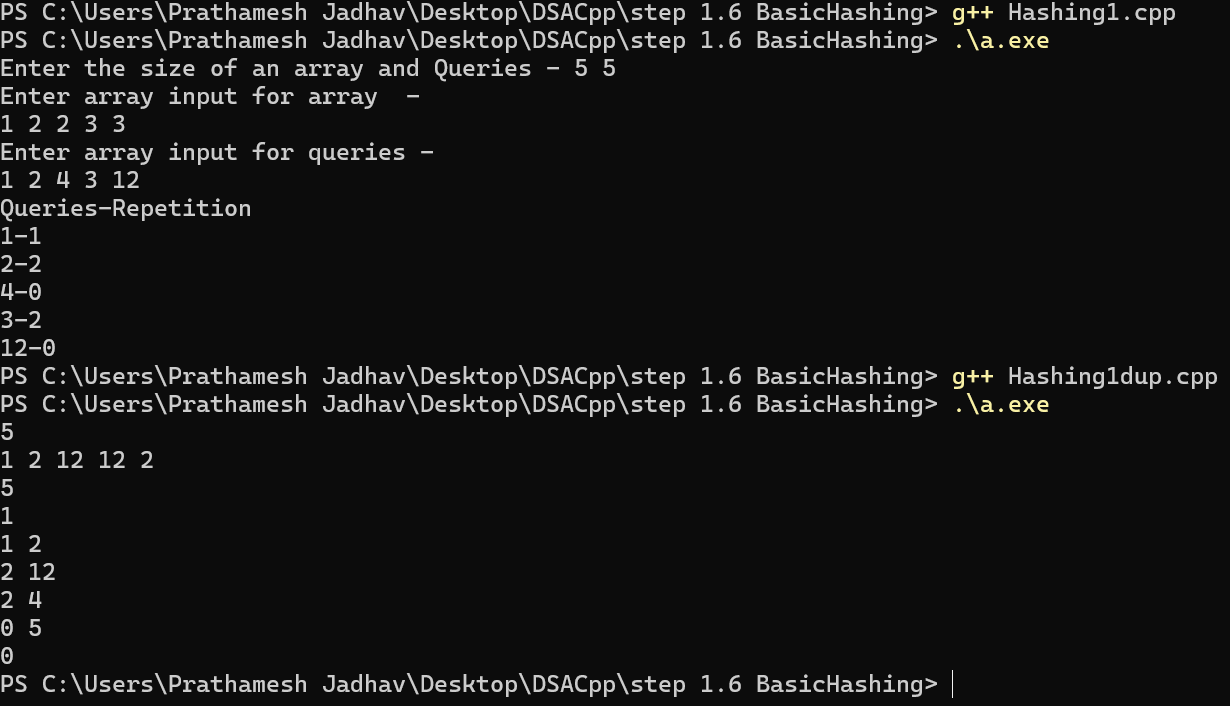 PS C:\Users\Prathamesh Jadhav\Desktop\DSACpp\step 1.6 BasicHashing> g++ Hashing1.cpp
PS C:\Users\Prathamesh Jadhav\Desktop\DSACpp\step 1.6 BasicHashing> .\a.exe
Enter the size of an array and Queries - 5 5
Enter array input for array  -
1 2 2 3 3
Enter array input for queries -
1 2 4 3 12
Queries-Repetition
1-1
2-2
4-0
3-2
12-0
PS C:\Users\Prathamesh Jadhav\Desktop\DSACpp\step 1.6 BasicHashing> g++ Hashing1dup.cpp
PS C:\Users\Prathamesh Jadhav\Desktop\DSACpp\step 1.6 BasicHashing> .\a.exe
5
1 2 12 12 2
5
1
1 2
2 12
2 4
0 5
0
PS C:\Users\Prathamesh Jadhav\Desktop\DSACpp\step 1.6 BasicHashing>